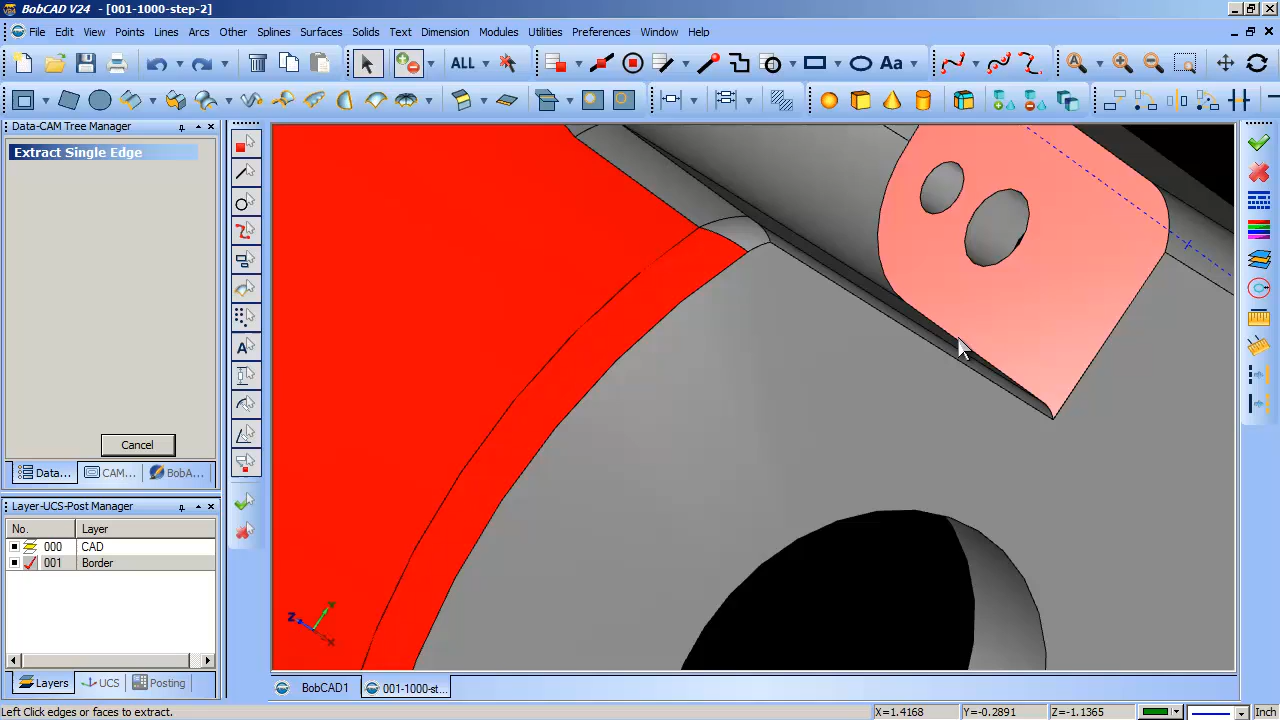 BobCAD V24 - [001-1000-step-2]
File Edit View Points Lines Arcs Other Splines Surfaces Solids Text Dimension Modules Utilities Preferences Window Help
ALL
Aa
Data-CAM Tree Manager
Extract Single Edge
Cancel
Data... CAM... BobA...
Layer-UCS-Post Manager
No. Layer
000 CAD
001 Border
Layers UCS Posting
A
Z
X
BobCAD1 001-1000-st...
Left Click edges or faces to extract. X=1.4168 Y=-0.2891 Z=-1.1365 Inch